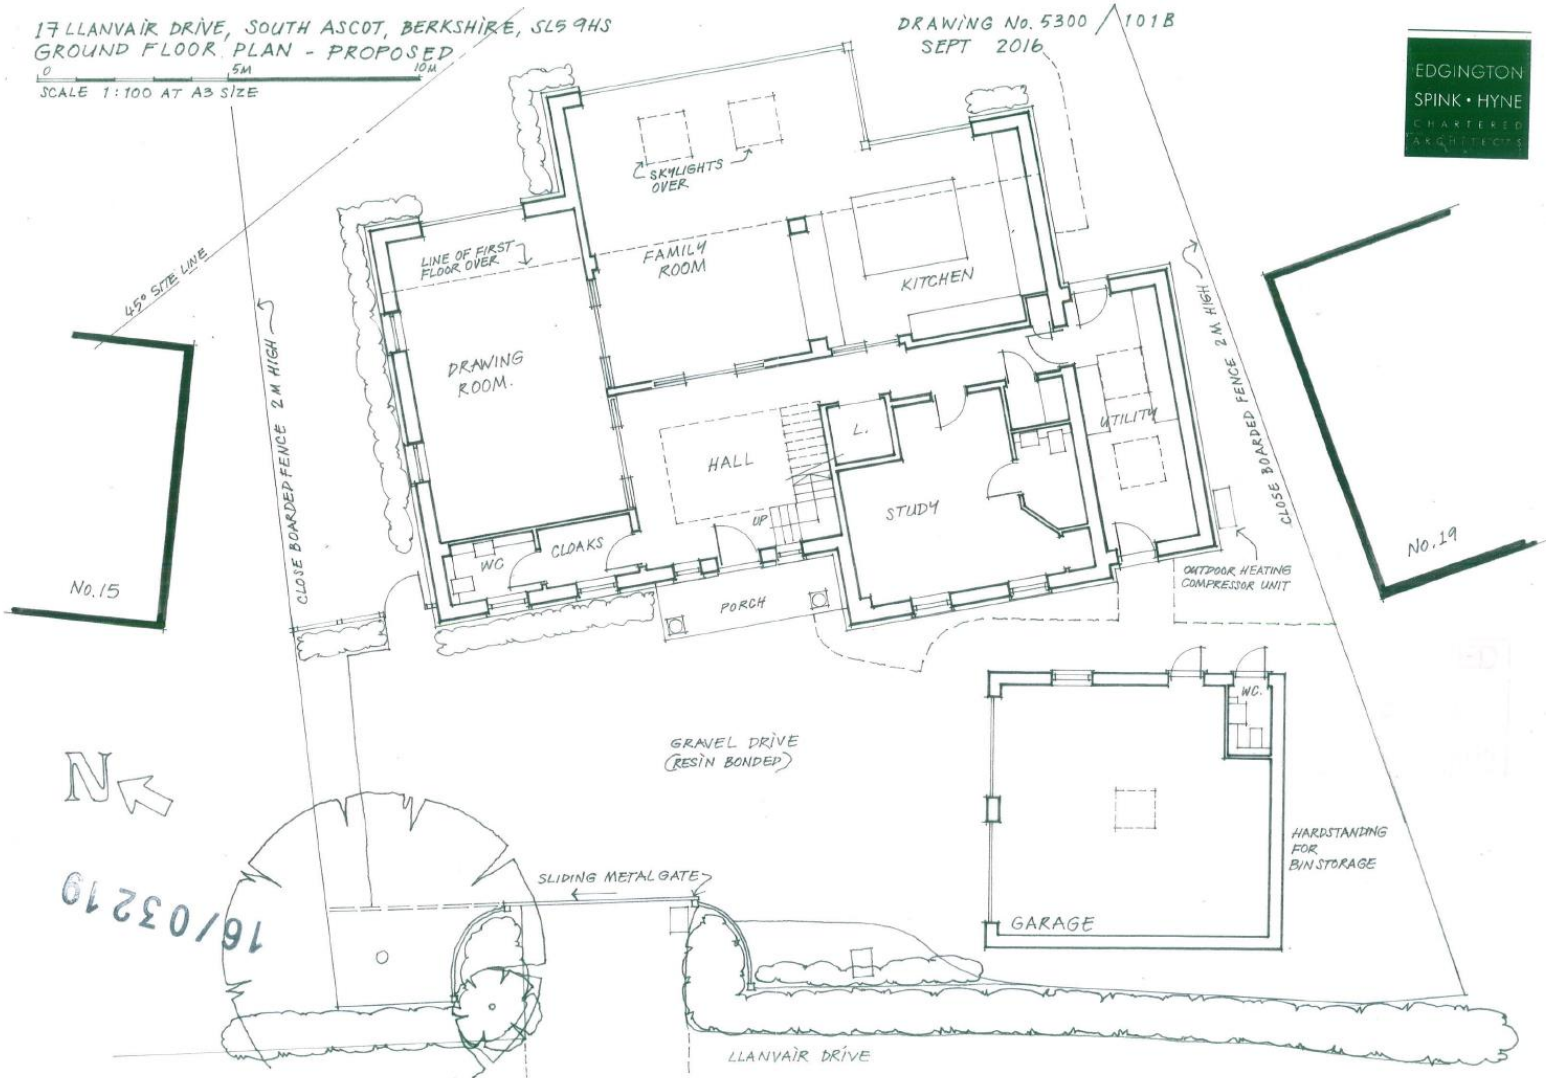 17 LLANVAIR DRIVE, SOUTH ASCOT, BERKSHIRE, SL5 9HS
GROUND FLOOR PLAN - PROPOSED
0 5M 10M
SCALE 1:100 AT A3 SIZE
DRAWING No. 5300 / 101B
SEPT 2016
EDGINGTON
SPINK • HYNE
CHARTERED
ARCHITECTS
SKYLIGHTS
OVER
45° SITE LINE
LINE OF FIRST
FLOOR OVER
FAMILY
ROOM
KITCHEN
CLOSE BOARDED FENCE 2M HIGH
DRAWING
ROOM.
CLOSE BOARDED FENCE 2M HIGH
UTILITY
L.
HALL
STUDY
UP
CLOAKS
WC
No.15
No.19
OUTDOOR HEATING
COMPRESSOR UNIT
PORCH
WC.
GRAVEL DRIVE
(RESIN BONDED)
N
HARDSTANDING
FOR
BIN STORAGE
SLIDING METAL GATE
16/03219
GARAGE
LLANVAIR DRIVE